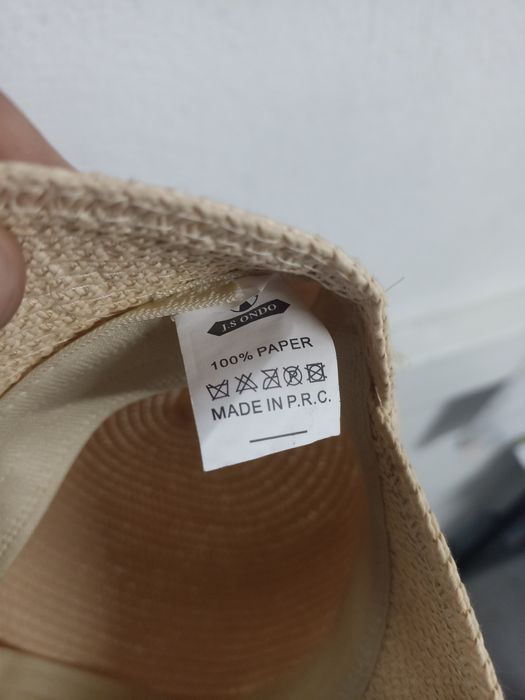 J.S ONDO
100% PAPER
MADE IN P.R.C.